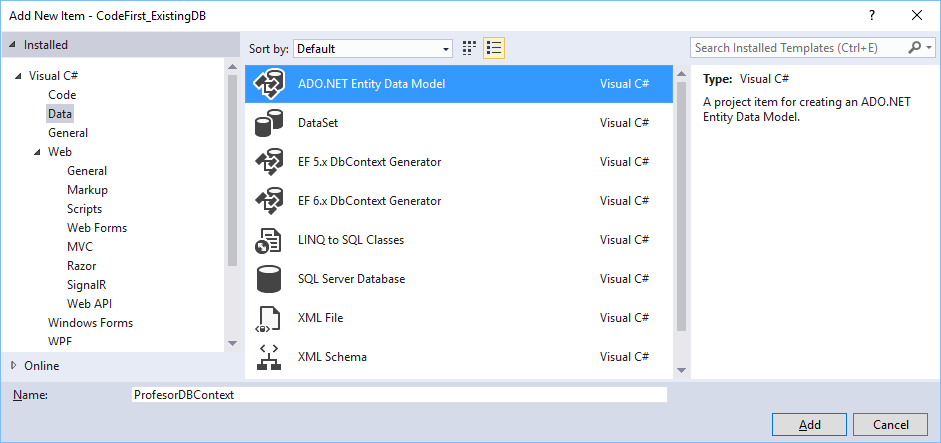 Add New Item - CodeFirst_ExistingDB
?
Installed
Sort by: Default
Search Installed Templates (Ctrl+E)
Visual C#
Code
Data
General
Web
General
Markup
Scripts
Web Forms
MVC
Razor
SignalR
Web API
Windows Forms
WPF
Online
ADO.NET Entity Data Model Visual C#
DataSet Visual C#
EF 5.x DbContext Generator Visual C#
EF 6.x DbContext Generator Visual C#
LINQ to SQL Classes Visual C#
SQL Server Database Visual C#
XML File Visual C#
XML Schema Visual C#
Type: Visual C#
A project item for creating an ADO.NET
Entity Data Model.
Name: ProfesorDBContext
Add Cancel